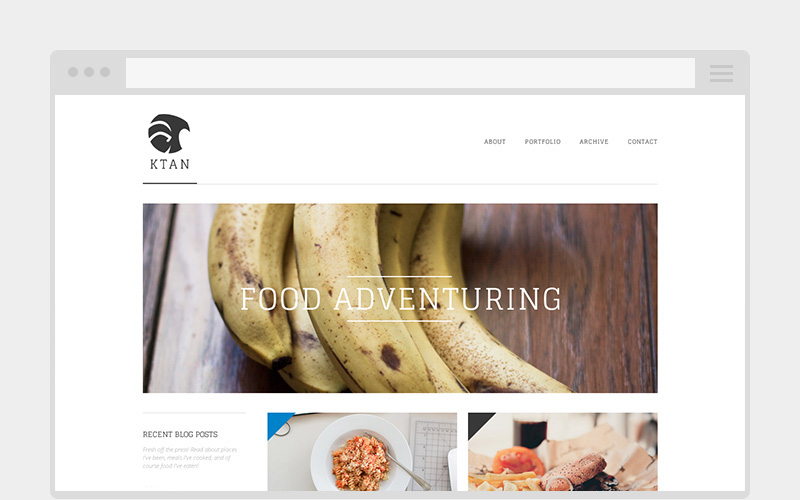 KTAN
ABOUT PORTFOLIO ARCHIVE CONTACT
FOOD ADVENTURING
RECENT BLOG POSTS
Fresh off the press! Read about places
I've been, meals I've cooked, and of
course food I've eaten!